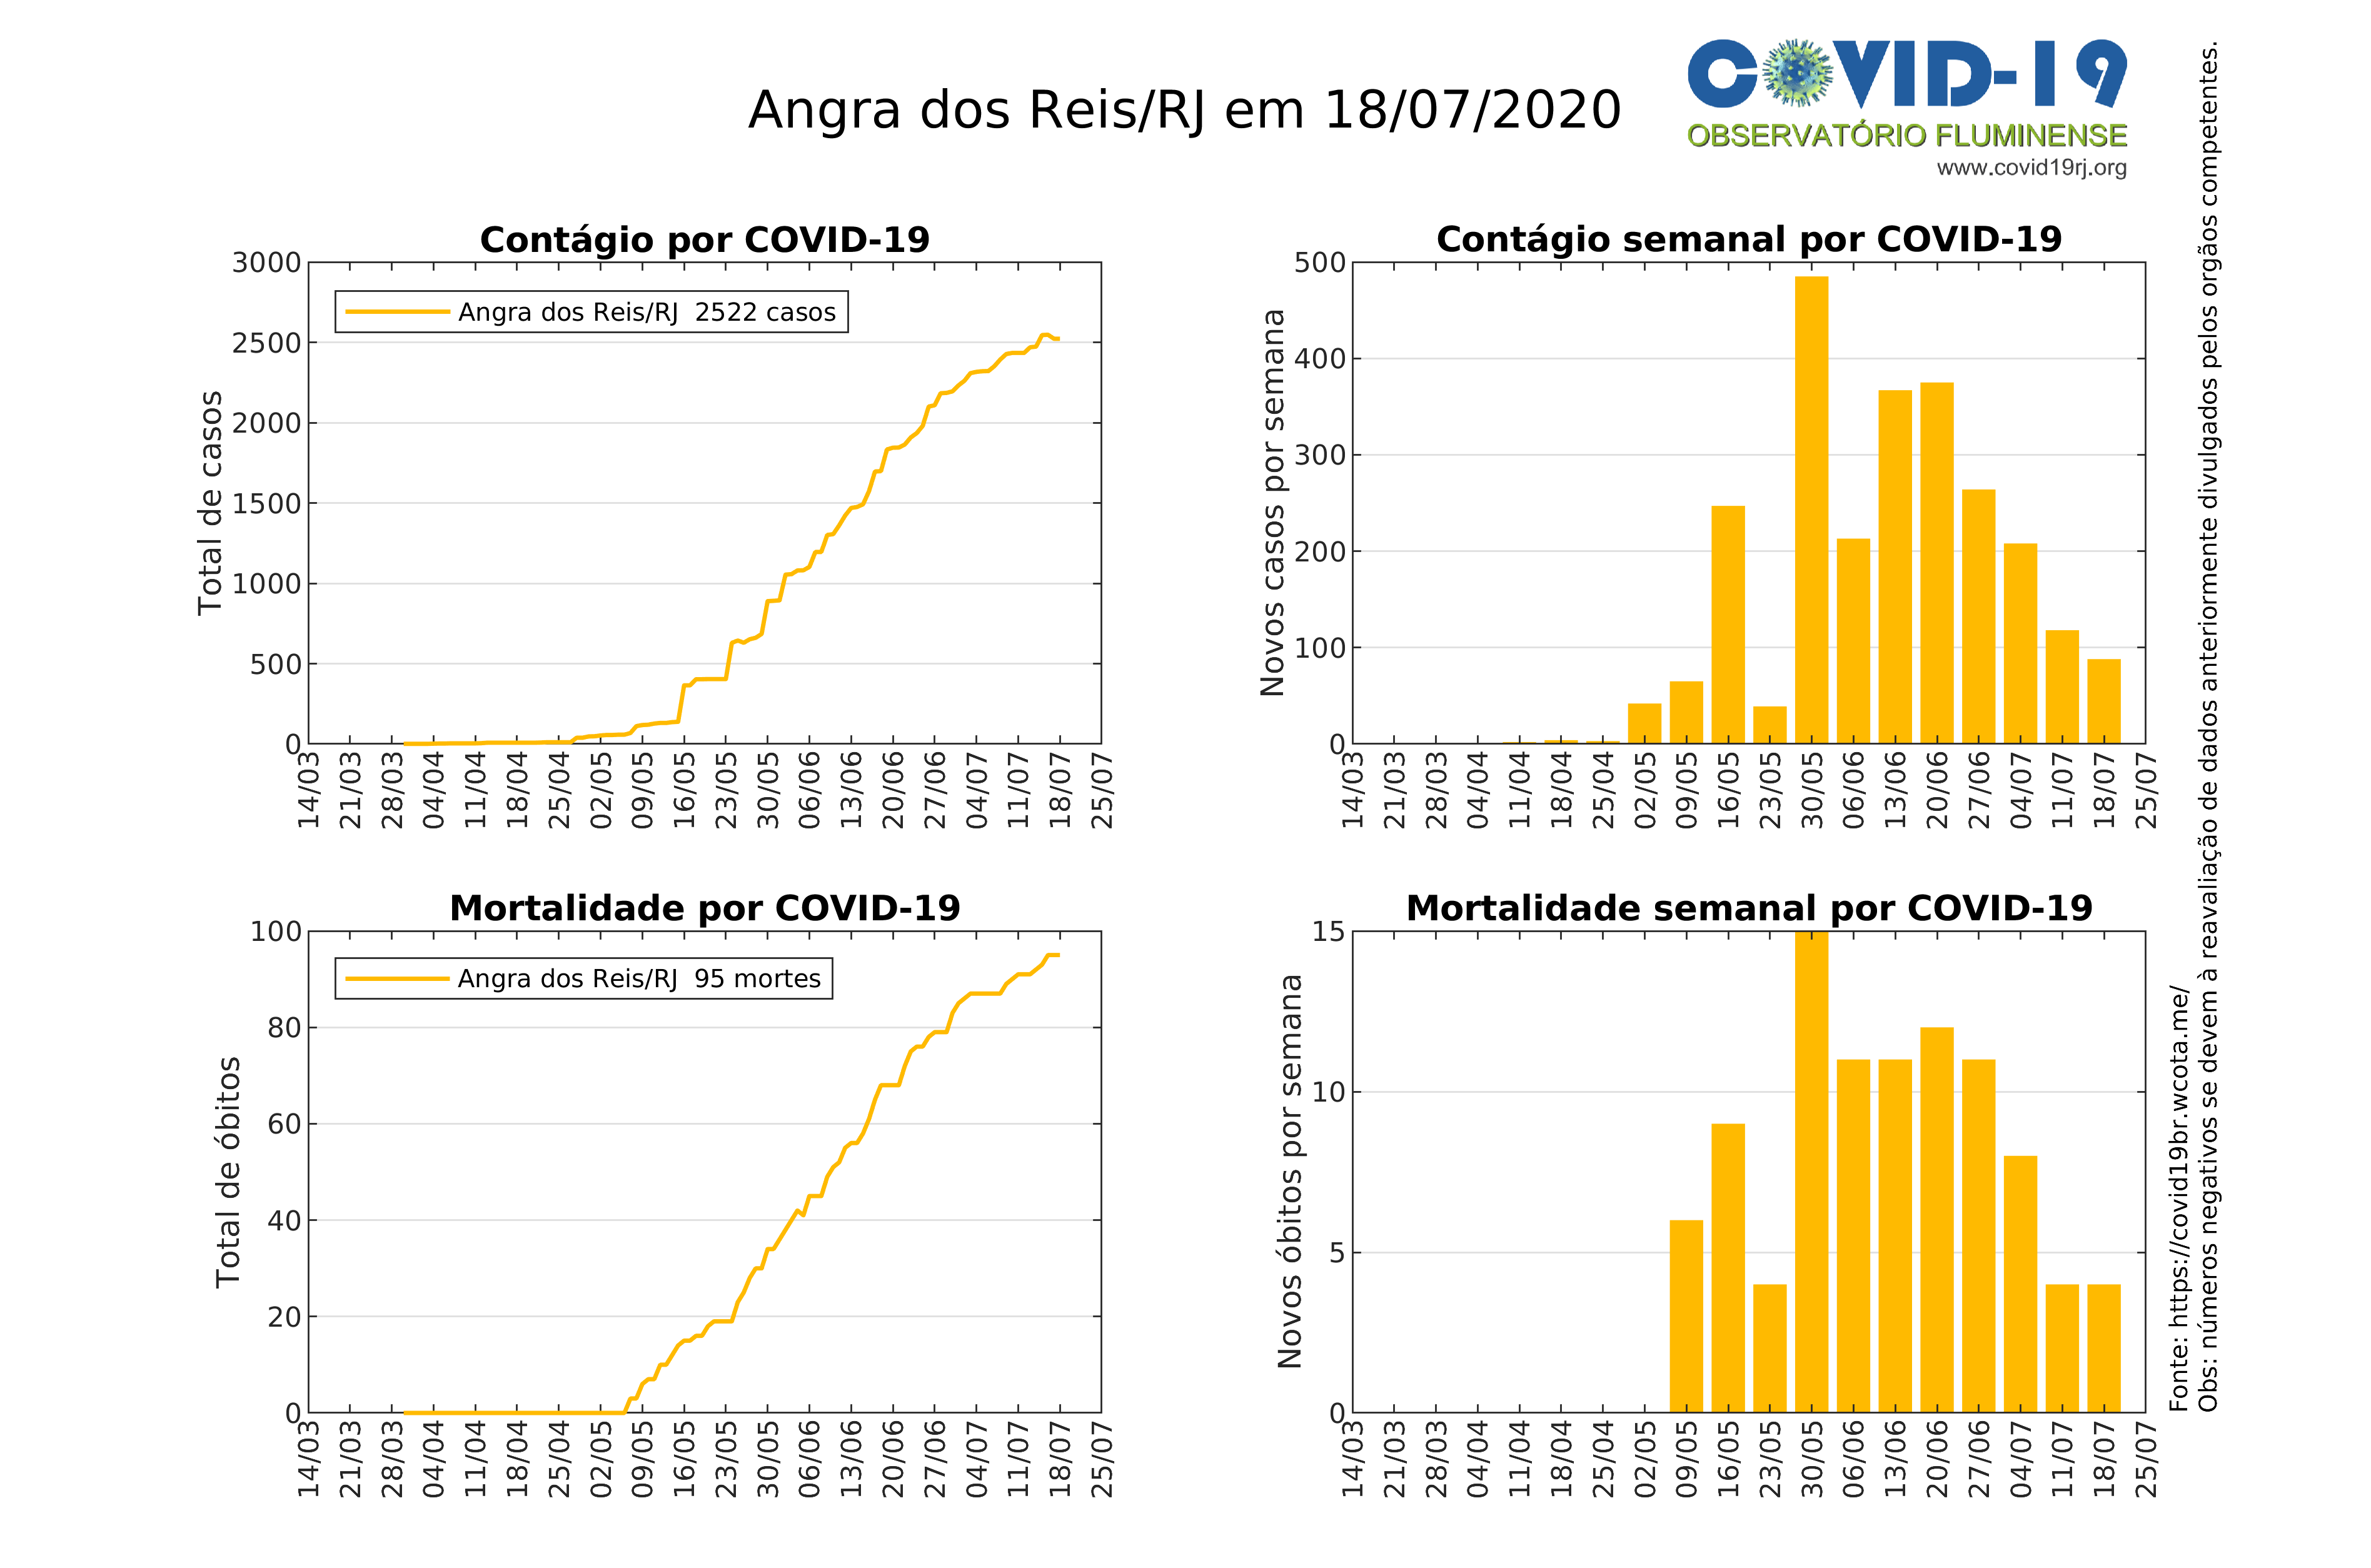 Angra dos Reis/RJ em 18/07/2020
COVID-19
OBSERVATÓRIO FLUMINENSE
www.covid19rj.org
Contágio por COVID-19
Total de casos
3000
2500
2000
1500
1000
500
0
Angra dos Reis/RJ 2522 casos
14/03 21/03 28/03 04/04 11/04 18/04 25/04 02/05 09/05 16/05 23/05 30/05 06/06 13/06 20/06 27/06 04/07 11/07 18/07 25/07
Contágio semanal por COVID-19
Novos casos por semana
500
400
300
200
100
0
14/03 21/03 28/03 04/04 11/04 18/04 25/04 02/05 09/05 16/05 23/05 30/05 06/06 13/06 20/06 27/06 04/07 11/07 18/07 25/07
Mortalidade por COVID-19
Total de óbitos
100
80
60
40
20
0
Angra dos Reis/RJ 95 mortes
14/03 21/03 28/03 04/04 11/04 18/04 25/04 02/05 09/05 16/05 23/05 30/05 06/06 13/06 20/06 27/06 04/07 11/07 18/07 25/07
Mortalidade semanal por COVID-19
Novos óbitos por semana
15
10
5
0
14/03 21/03 28/03 04/04 11/04 18/04 25/04 02/05 09/05 16/05 23/05 30/05 06/06 13/06 20/06 27/06 04/07 11/07 18/07 25/07
Fonte: https://covid19br.wcota.me/
Obs: números negativos se devem à reavaliação de dados anteriormente divulgados pelos orgãos competentes.